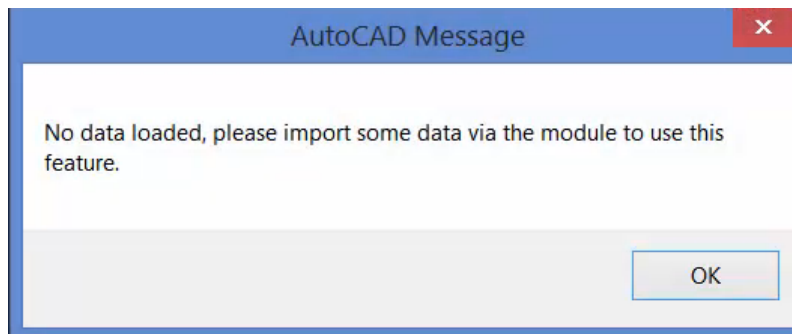 AutoCAD Message
No data loaded, please import some data via the module to use this
feature.
OK